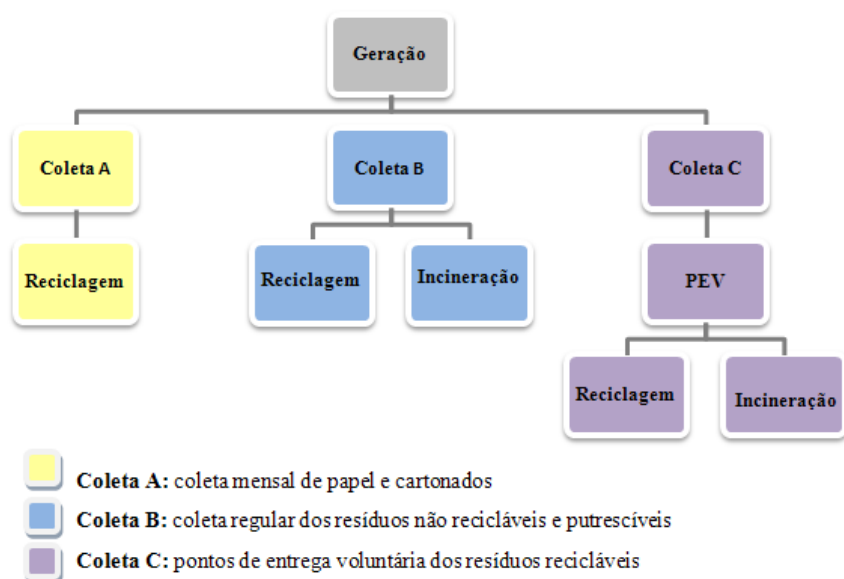 Geração
Coleta A
Coleta B
Coleta C
Reciclagem
Reciclagem
Incineração
PEV
Reciclagem
Incineração
Coleta A: coleta mensal de papel e cartonados
Coleta B: coleta regular dos resíduos não recicláveis e putrescíveis
Coleta C: pontos de entrega voluntária dos resíduos recicláveis